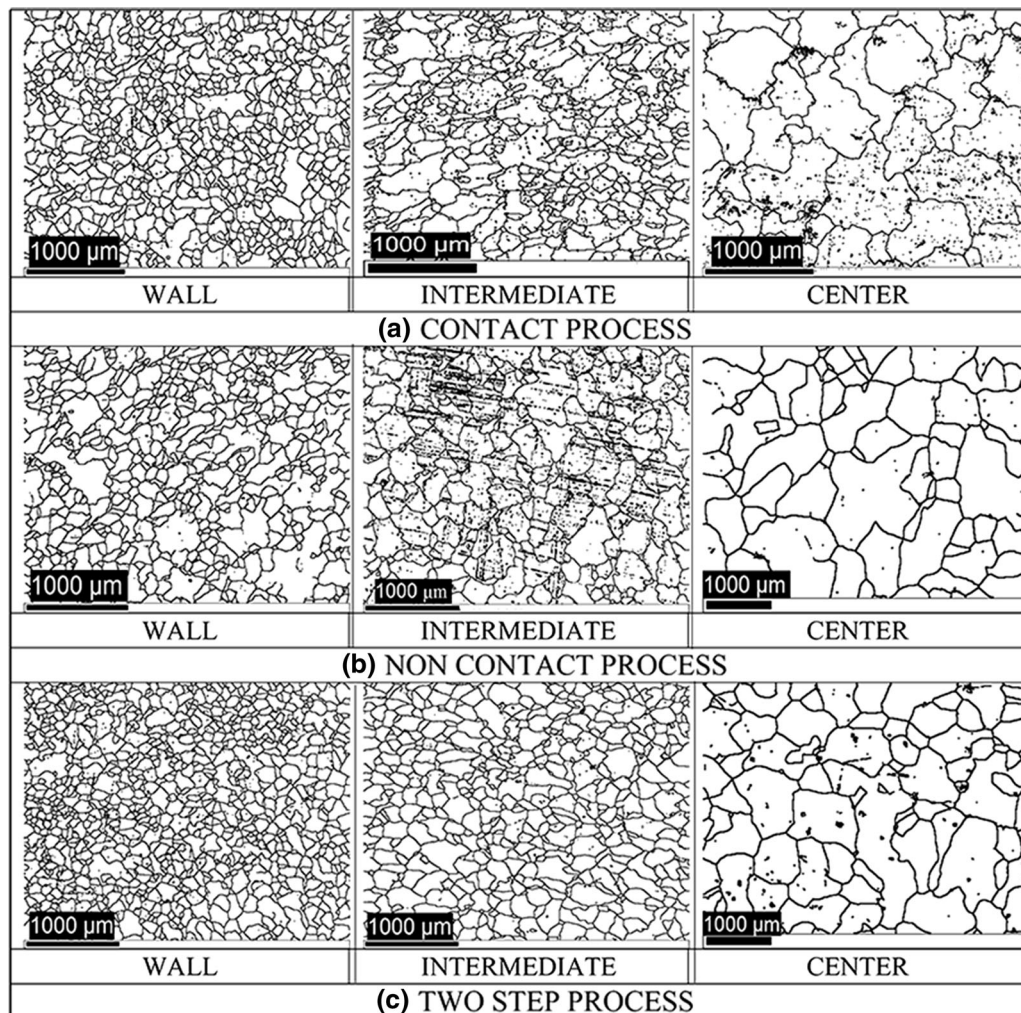 1000 µm
1000 µm
1000 µm
WALL
INTERMEDIATE
CENTER
(a) CONTACT PROCESS
1000 µm
1000 µm
1000 µm
WALL
INTERMEDIATE
CENTER
(b) NON CONTACT PROCESS
1000 µm
1000 µm
1000 µm
WALL
INTERMEDIATE
CENTER
(c) TWO STEP PROCESS